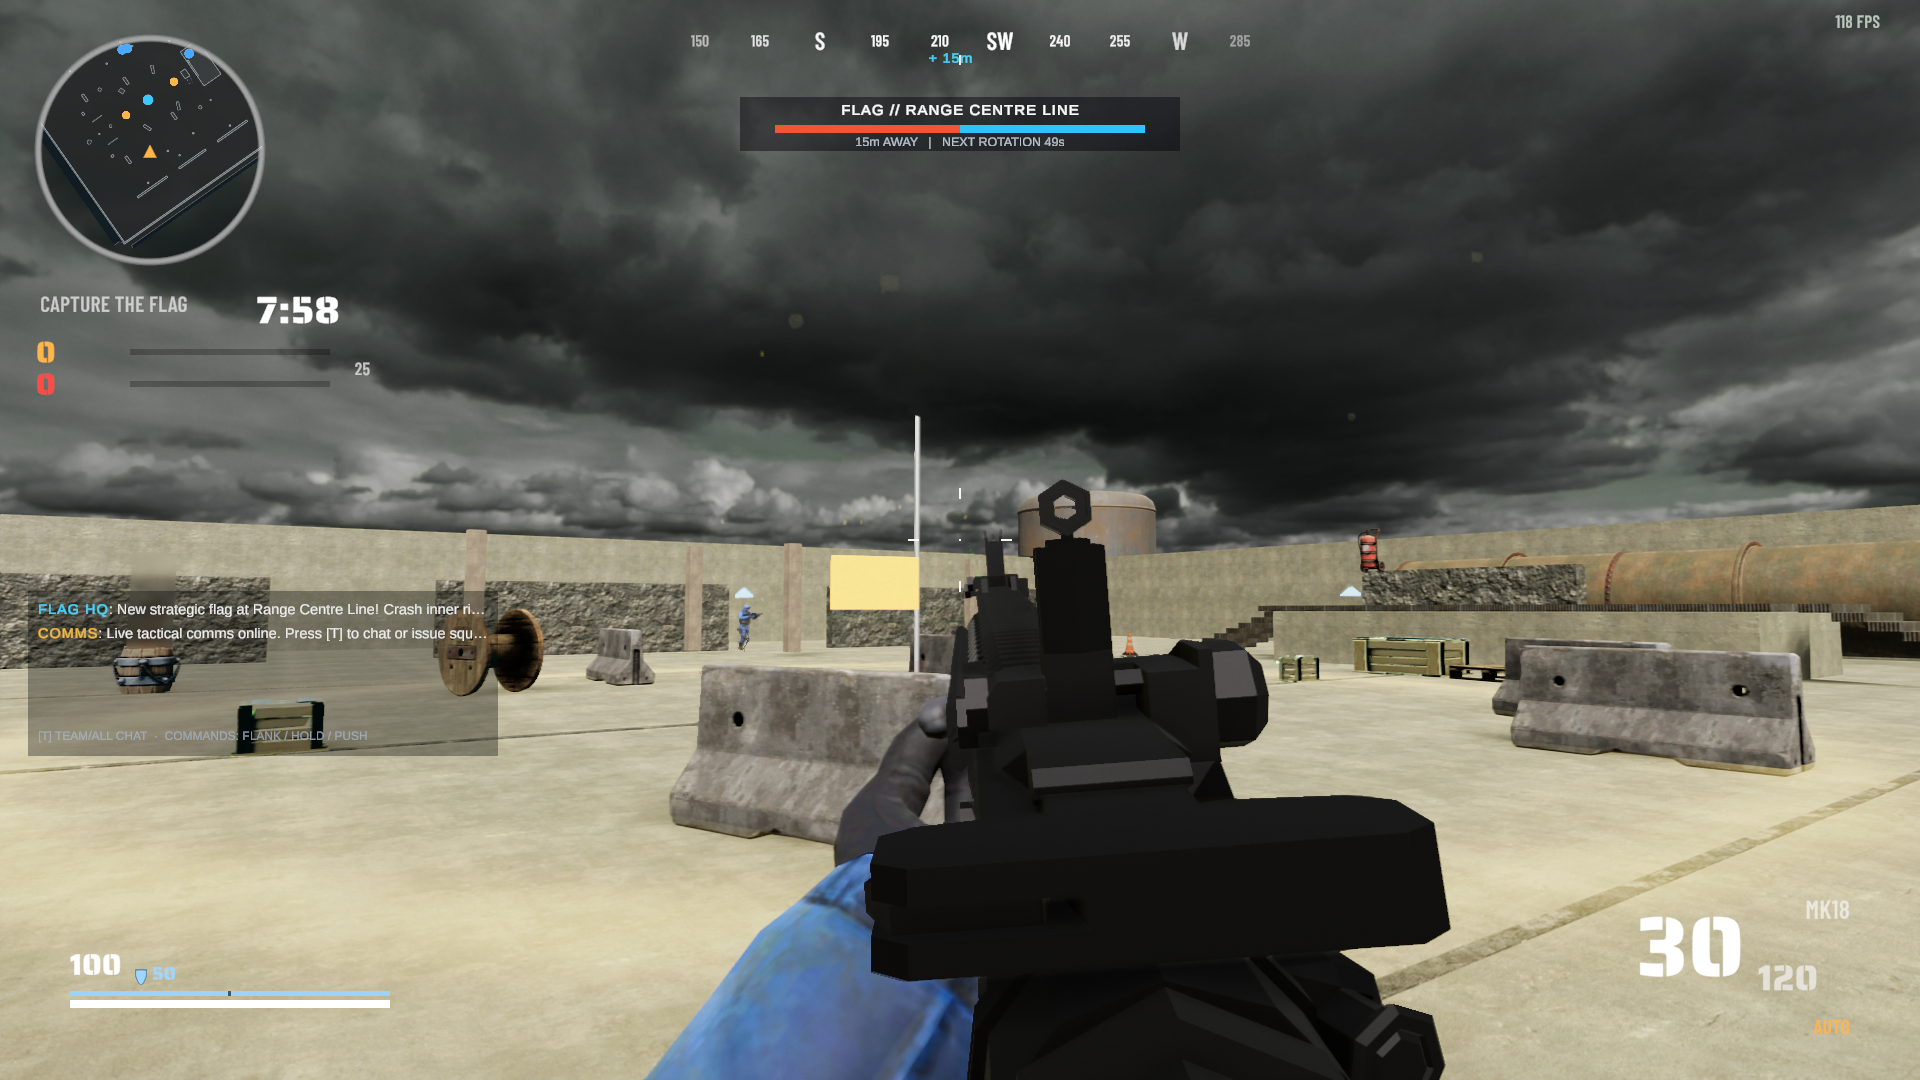 118 FPS
150 165 S 195 210 SW 240 255 W 285
+ 15m
FLAG // RANGE CENTRE LINE
15m AWAY | NEXT ROTATION 49s
CAPTURE THE FLAG 7:58
0
25
0
FLAG HQ: New strategic flag at Range Centre Line! Crash inner ri...
COMMS: Live tactical comms online. Press [T] to chat or issue squ...
[T] TEAM/ALL CHAT · COMMANDS: FLANK / HOLD / PUSH
100 50
MK18
30 120
AUTO